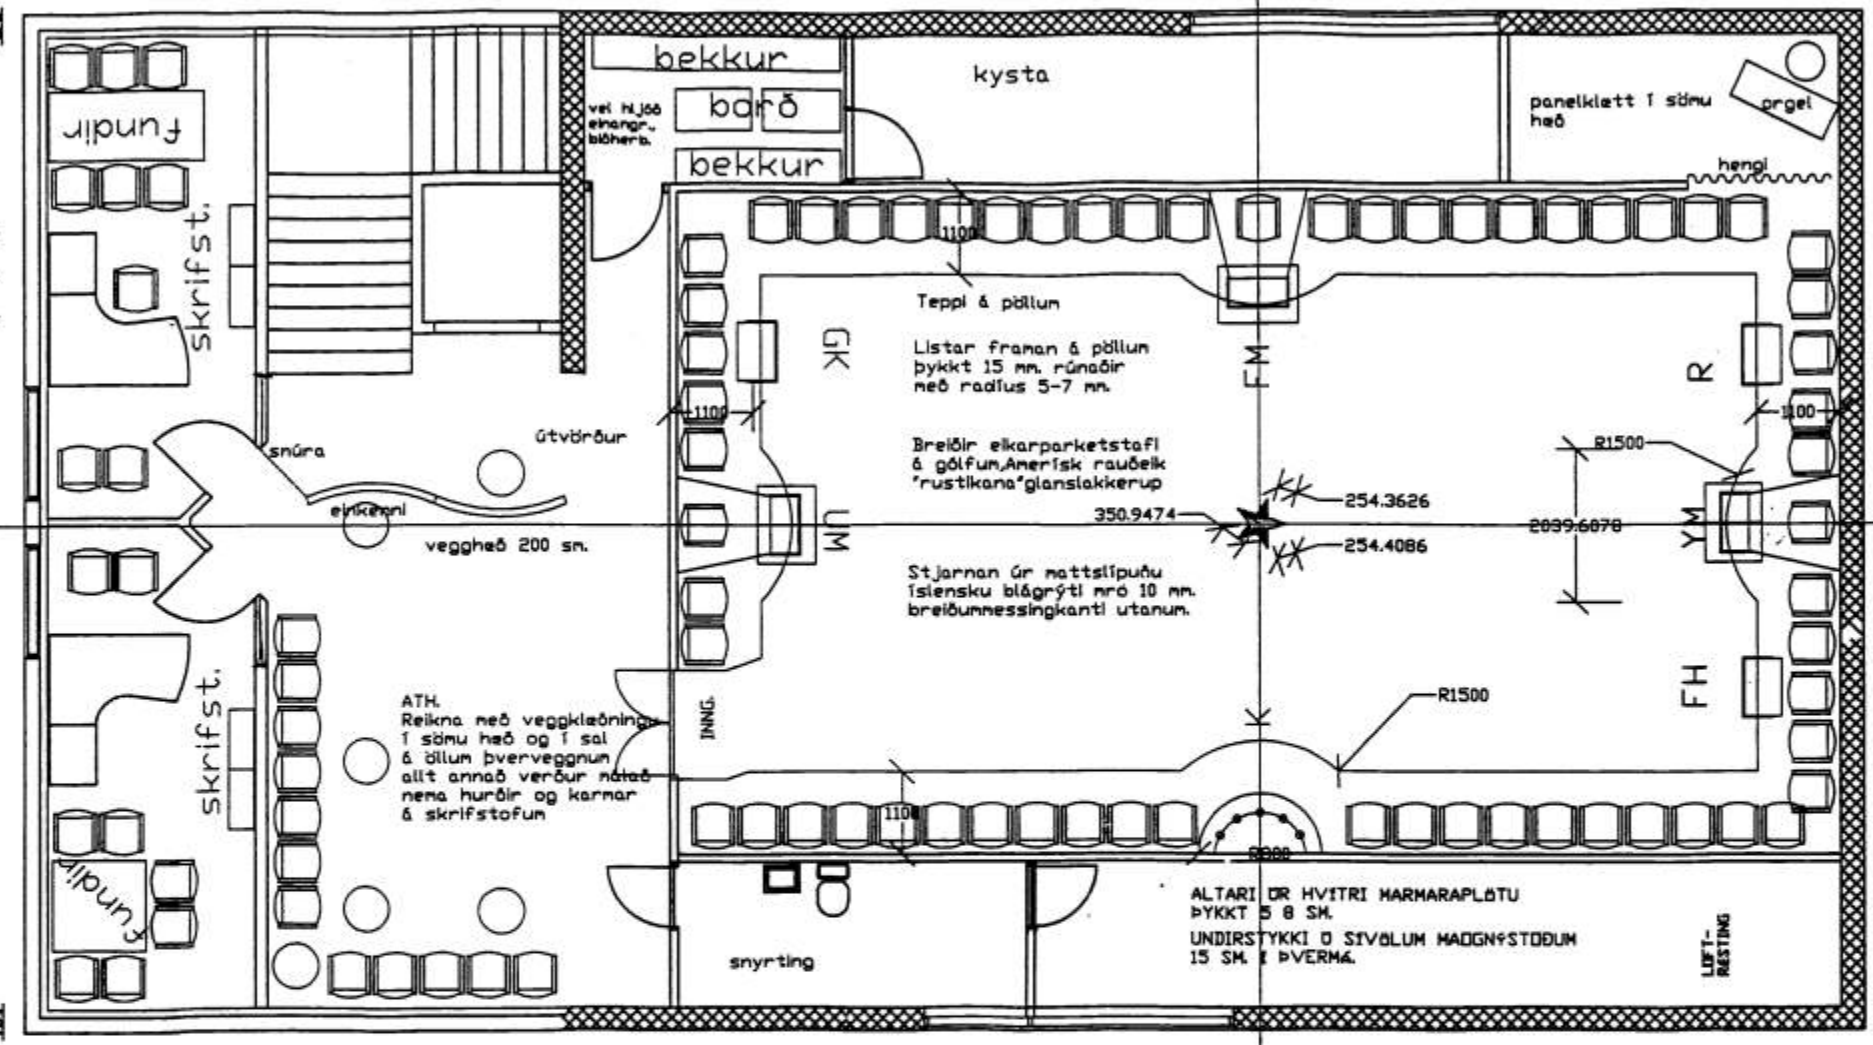 bekkur
borð
bekkur
vel hljóð
einangr.,
biðherb.
kysta
panelklætt í sömu
hæð
orgel
hengi
fundir
skrifst.
snúra
útvörður
einkenni
vegghæð 200 sm.
1100
Teppi á pöllum
Listar framan á pöllum
þykkt 15 mm. rúnaðir
með radíus 5-7 mm.
GK
FM
R
1100
1100
R1500
Breiðir eikarparketstafi
á gólfum,Amerísk rauðeik
"rustikana"glanslakkerup
254.3626
350.9474
254.4086
2039.6078
UM
YM
Stjarnan úr mattslípuðu
íslensku blágrýti mrð 10 mm.
breiðummessingkanti utanum.
skrifst.
ATH.
Reikna með veggklæðningu
í sömu hæð og í sal
á öllum þverveggnum
allt annað verður málað
nema hurðir og karmar
á skrifstofum
INNG.
K
R1500
FH
1100
fundir
snyrting
ALTARI ÚR HVÍTRI MARMARAPLÖTU
ÞYKKT 5 8 SM.
UNDIRSTYKKI Ú SÍVÖLUM
15 SM. Í ÞVERMÁ.
LOFT-
RÆSTING